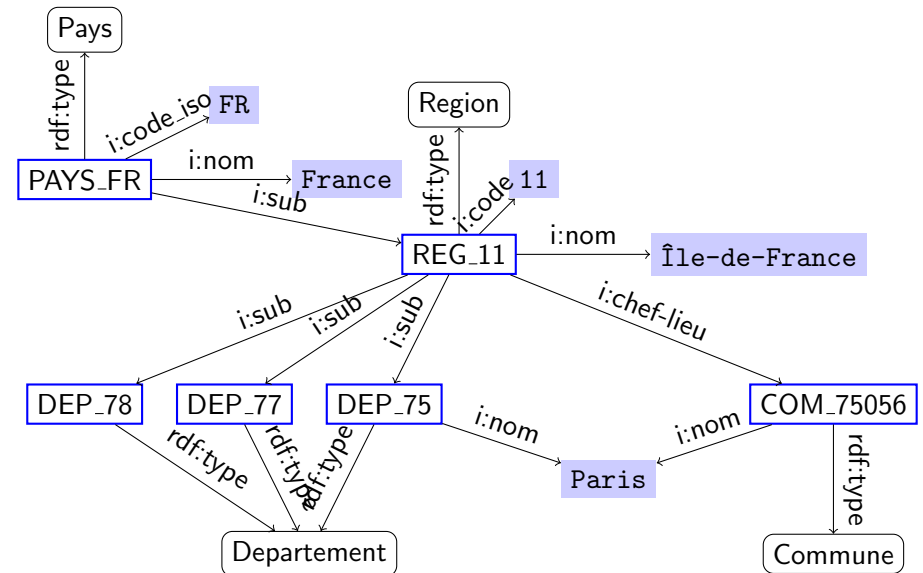 Pays
rdf:type
i:code_iso
FR
Region
PAYS_FR
i:nom
France
i:sub
rdf:type
i:code
11
REG_11
i:nom
Île-de-France
i:sub
i:sub
i:sub
i:chef-lieu
DEP_78
DEP_77
DEP_75
COM_75056
rdf:type
rdf:type
rdf:type
i:nom
i:nom
rdf:type
Paris
Departement
Commune